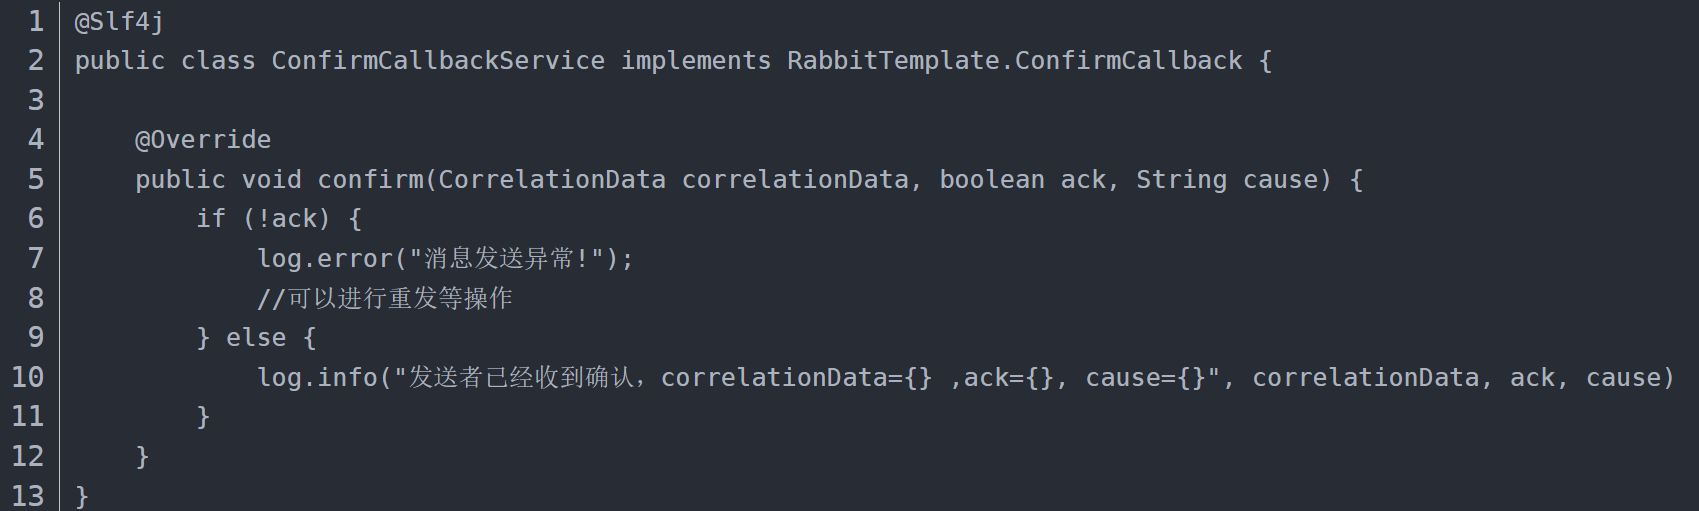 1 @Slf4j
2 public class ConfirmCallbackService implements RabbitTemplate.ConfirmCallback {
3
4     @Override
5     public void confirm(CorrelationData correlationData, boolean ack, String cause) {
6         if (!ack) {
7             log.error("消息发送异常!");
8             //可以进行重发等操作
9         } else {
10             log.info("发送者已经收到确认，correlationData={} ,ack={}, cause={}", correlationData, ack, cause)
11         }
12     }
13 }